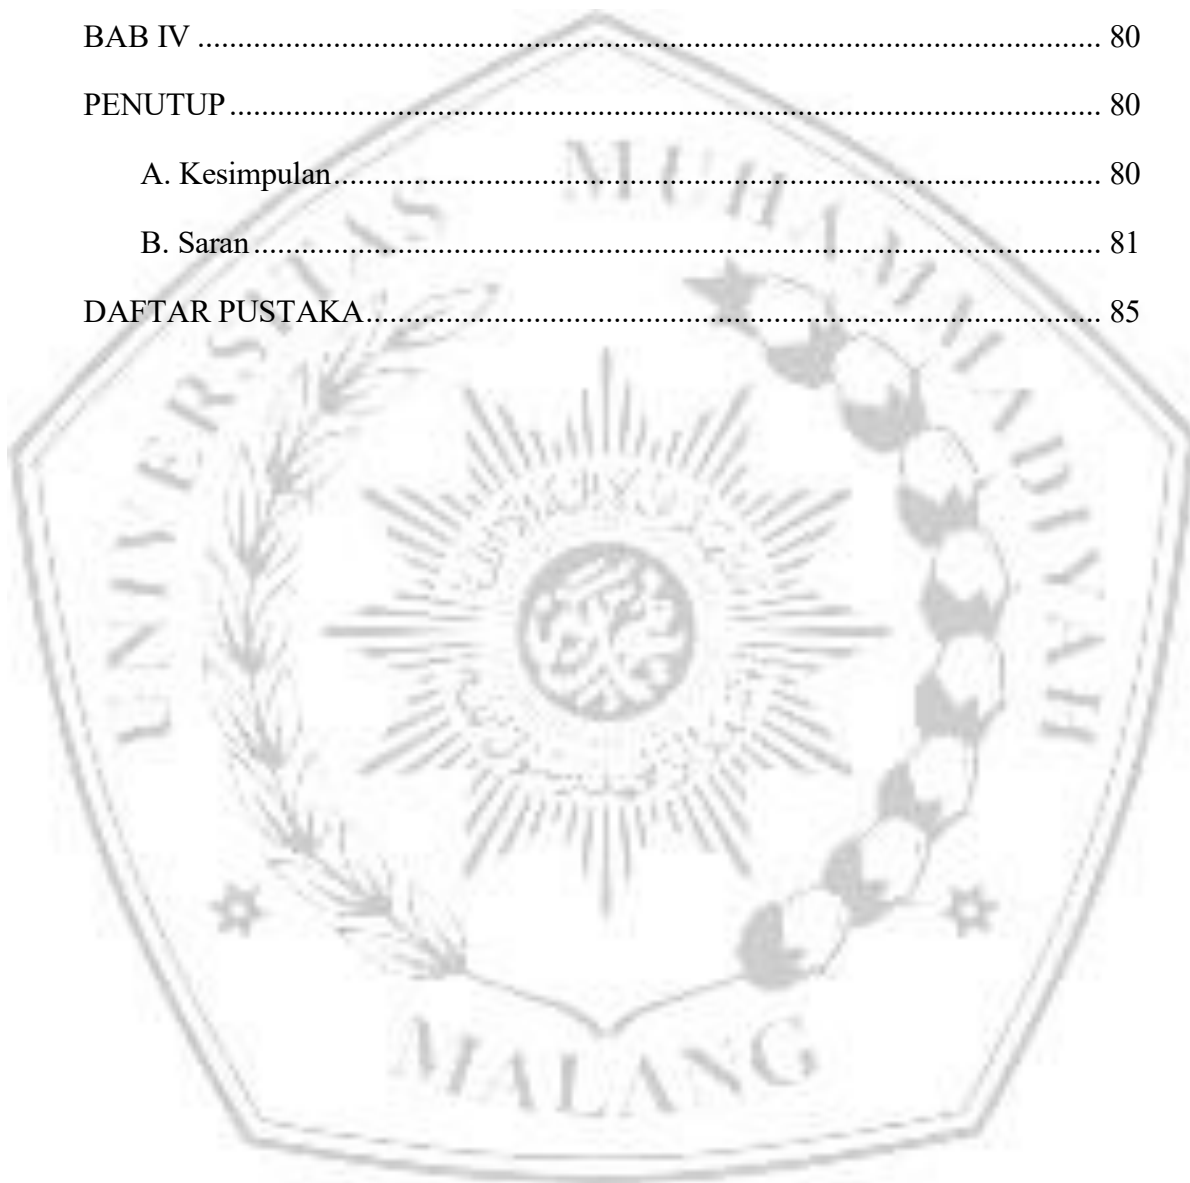 BAB IV .......... 80
PENUTUP .......... 80
A. Kesimpulan .......... 80
B. Saran .......... 81
DAFTAR PUSTAKA .......... 85
UNIVERSITAS MUHAMMADIYAH
MALANG